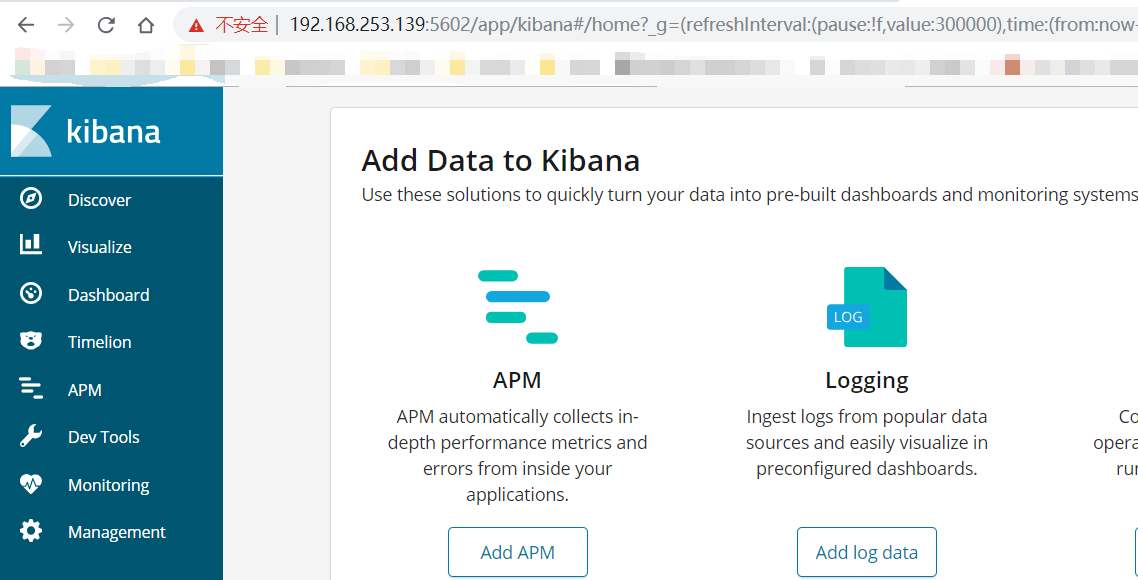 不安全 | 192.168.253.139:5602/app/kibana#/home?_g=(refreshInterval:(pause:!f,value:300000),time:(from:now-
kibana
Discover
Visualize
Dashboard
Timelion
APM
Dev Tools
Monitoring
Management
Add Data to Kibana
Use these solutions to quickly turn your data into pre-built dashboards and monitoring systems
APM
APM automatically collects in-
depth performance metrics and
errors from inside your
applications.
Add APM
LOG
Logging
Ingest logs from popular data
sources and easily visualize in
preconfigured dashboards.
Add log data